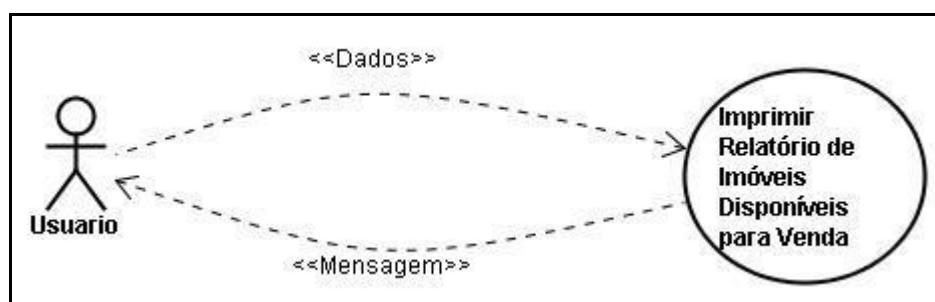 <<Dados>>
Usuario
Imprimir
Relatório de
Imóveis
Disponíveis
para Venda
<<Mensagem>>